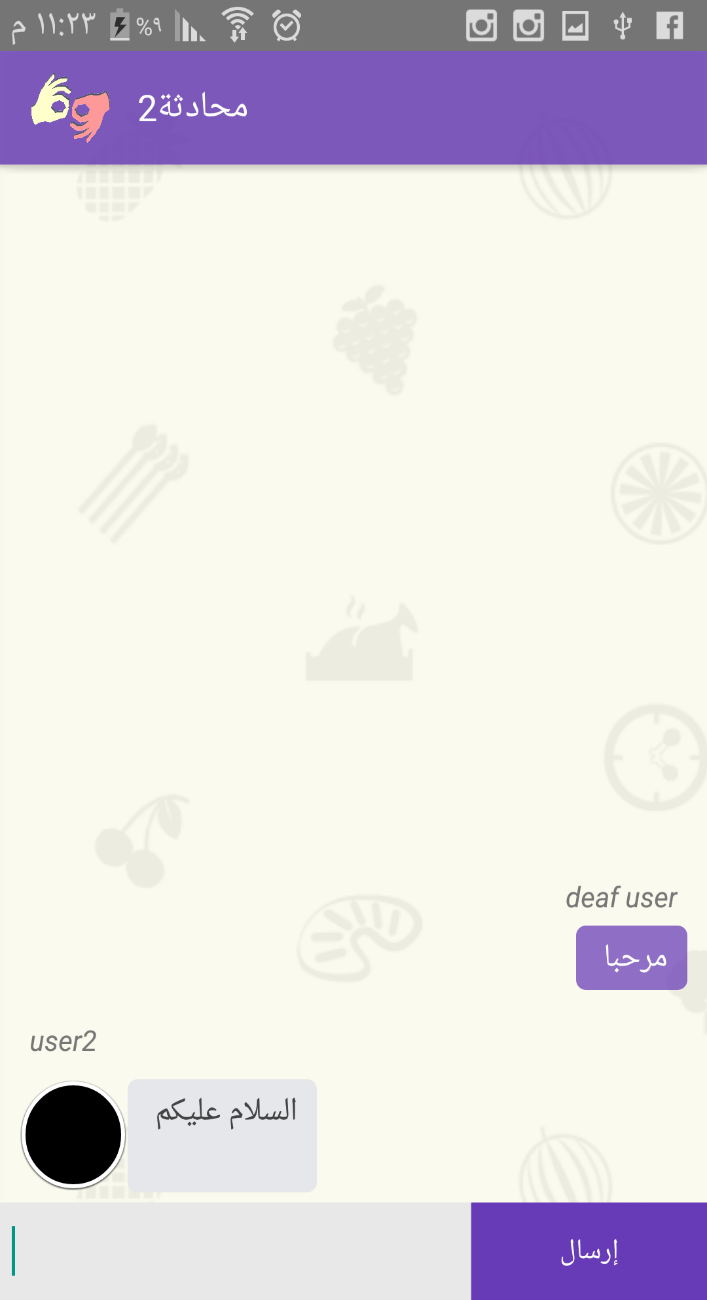 م ١١:٢٣ %٩
محادثة2
deaf user
مرحبا
user2
السلام عليكم
إرسال